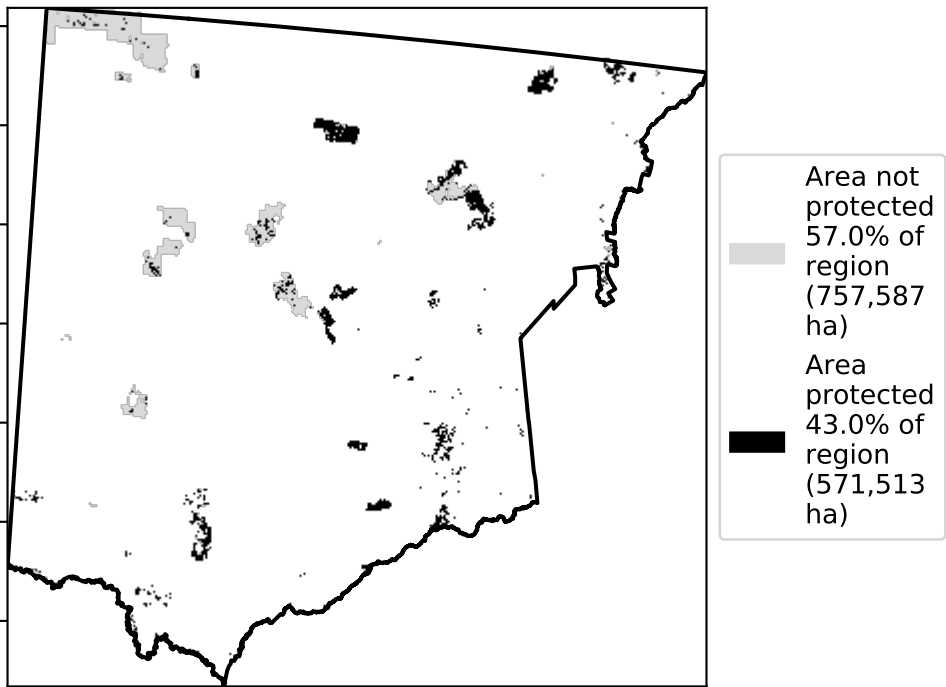 Area not
protected
57.0% of
region
(757,587
ha)
Area
protected
43.0% of
region
(571,513
ha)